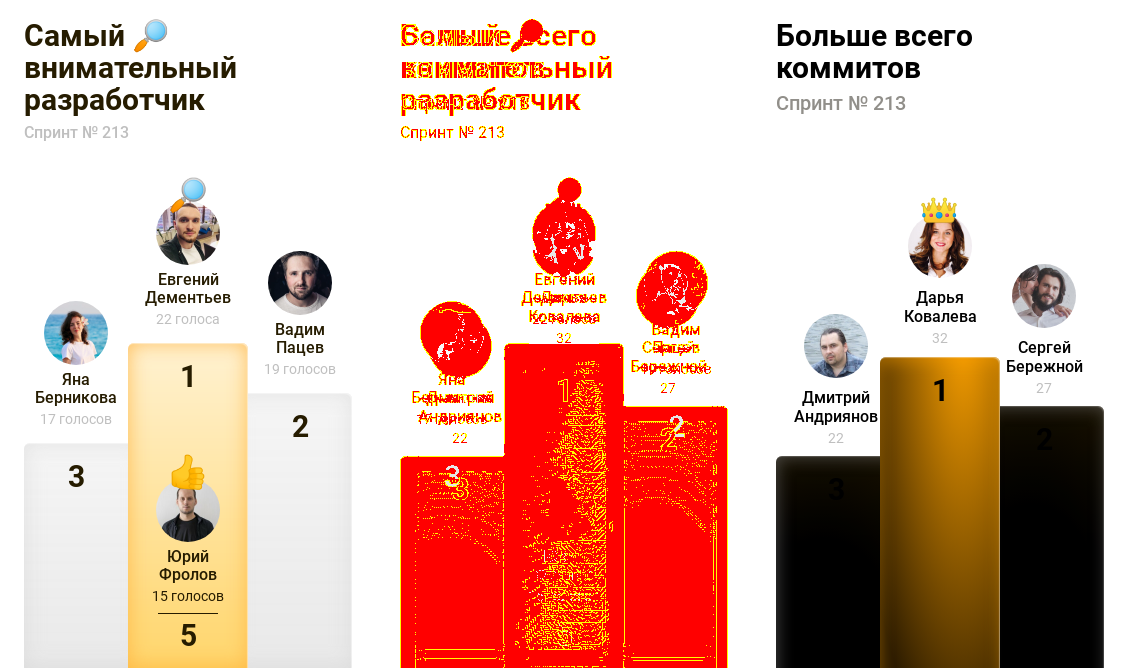 Самый
внимательный
разработчик
Спринт № 213
Евгений
Дементьев
22 голоса
Вадим
Пацев
19 голосов
Яна
Берникова
17 голосов
1
2
3
Юрий
Фролов
15 голосов
5
Спринт № 213
Евгений
32
Вадим
27
22
1
2
3
Больше всего
коммитов
Спринт № 213
Дарья
Ковалева
32
Сергей
Бережной
27
Дмитрий
Андриянов
22
1
2
3